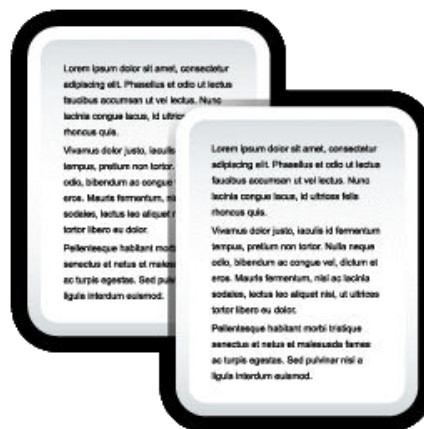 Lorem ipsum dolor sit amet, consectetur
adipiscing elit. Phasellus et odio ut lectus
faucibus accumsan ut vel lectus. Nunc
lacinia congue lacus, id ultrices
rhoncus quis.
Vivamus dolor justo, iaculis
tempus, pretium non tortor.
odio, bibendum ac congue
eros. Mauris fermentum,
sodales, lectus leo aliquet
tortor libero eu dolor.
Pellentesque habitant morbi
senectus et netus et
ac turpis egestas. Sed
ligula interdum euismod.
Lorem ipsum dolor sit amet, consectetur
adipiscing elit. Phasellus et odio ut lectus
faucibus accumsan ut vel lectus. Nunc
lacinia congue lacus, id ultrices felis
rhoncus quis.
Vivamus dolor justo, iaculis id fermentum
tempus, pretium non tortor. Nulla neque
odio, bibendum ac congue vel, dictum et
eros. Mauris fermentum, nisl ac lacinia
sodales, lectus leo aliquet nisl, ut ultrices
tortor libero eu dolor.
Pellentesque habitant morbi tristique
senectus et netus et malesuada fames
ac turpis egestas. Sed pulvinar nisl a
ligula interdum euismod.